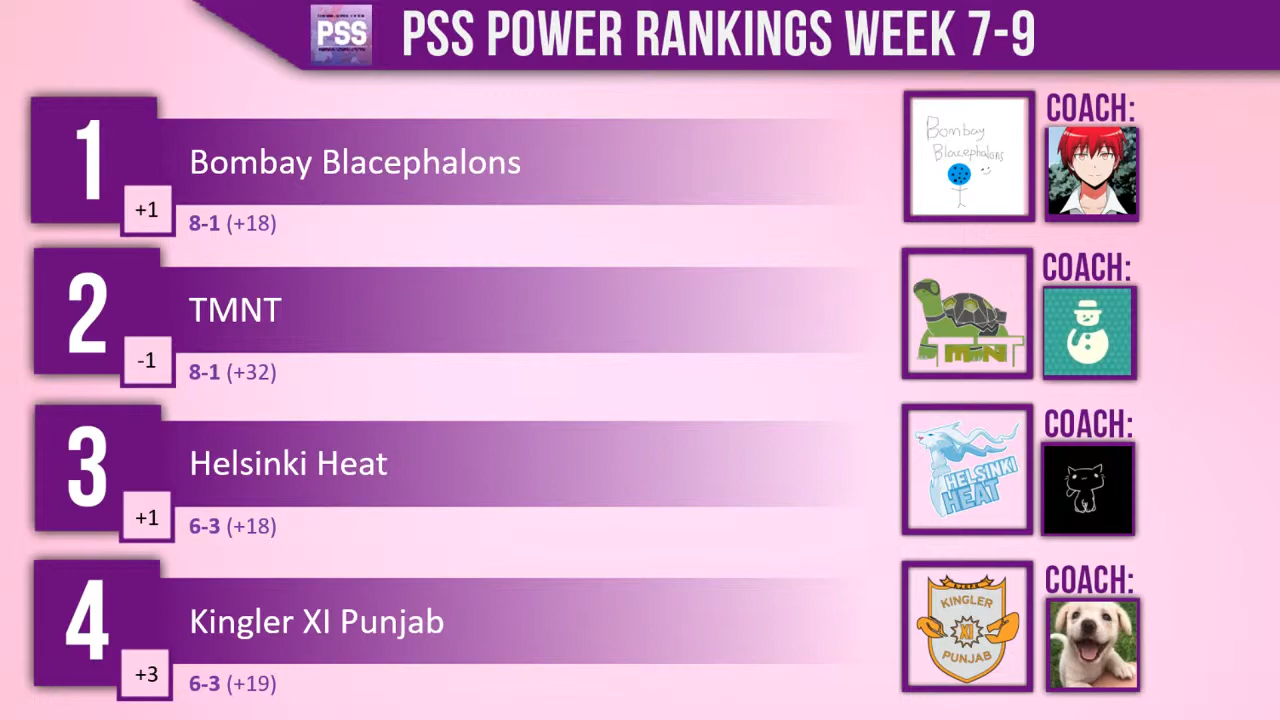 PSS
PSS POWER RANKINGS WEEK 7-9
1
+1
Bombay Blacephalons
8-1 (+18)
Bombay
Blacephalons
COACH:
2
-1
TMNT
8-1 (+32)
TMNT
COACH:
3
+1
Helsinki Heat
6-3 (+18)
HELSINKI
HEAT
COACH:
4
+3
Kingler XI Punjab
6-3 (+19)
KINGLER
XI
PUNJAB
COACH: